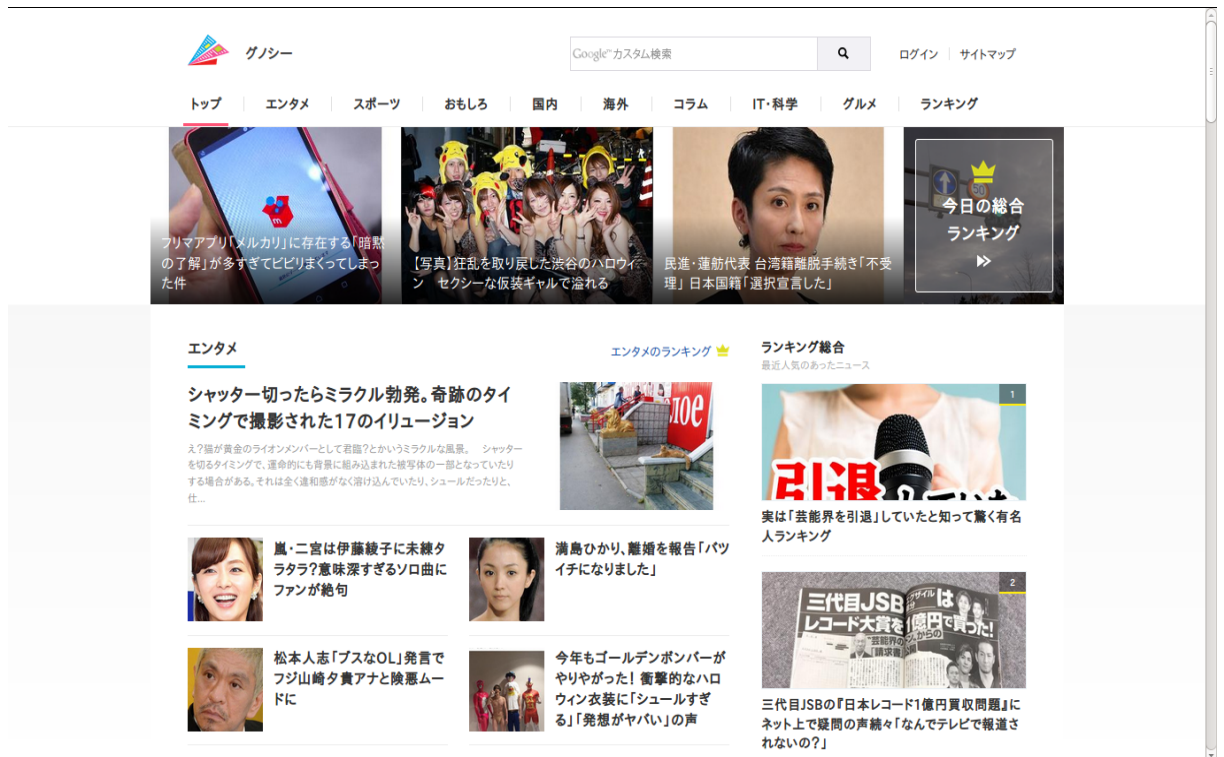 グノシー
Google™カスタム検索
ログイン
サイトマップ
トップ
エンタメ
スポーツ
おもしろ
国内
海外
コラム
IT・科学
グルメ
ランキング
フリマアプリ「メルカリ」に存在する「暗黙
の了解」が多すぎてビビりまくってしまっ
た件
【写真】狂乱を取り戻した渋谷のハロウィ
ン　セクシーな仮装ギャルで溢れる
民進・蓮舫代表 台湾籍離脱手続き「不受
理」 日本国籍「選択宣言した」
今日の総合
ランキング
エンタメ
エンタメのランキング
シャッター切ったらミラクル勃発。奇跡のタイ
ミングで撮影された17のイリュージョン
え？猫が黄金のライオンメンバーとして君臨？とかいうミラクルな風景。　シャッター
を切るタイミングで、運命的にも背景に組み込まれた被写体の一部となっていたり
する場合がある。それは全く違和感がなく溶け込んでいたり、シュールだったりと、
仕...
лое
嵐・二宮は伊藤綾子に未練タ
ラタラ？意味深すぎるソロ曲に
ファンが絶句
満島ひかり、離婚を報告「バツ
イチになりました」
松本人志「ブスなOL」発言で
フジ山崎夕貴アナと険悪ムー
ドに
今年もゴールデンボンバーが
やりやがった！ 衝撃的なハロ
ウィン衣装に「シュールすぎ
る」「発想がヤバい」の声
ランキング総合
最近人気のあったニュース
1
引退していた
実は「芸能界を引退」していたと知って驚く有名
人ランキング
2
三代目JSBは
レコード大賞を1億円で買った!
芸能界の
「請求書」
三代目JSBの『日本レコード1億円買収問題』に
ネット上で疑問の声続々「なんでテレビで報道さ
れないの？」